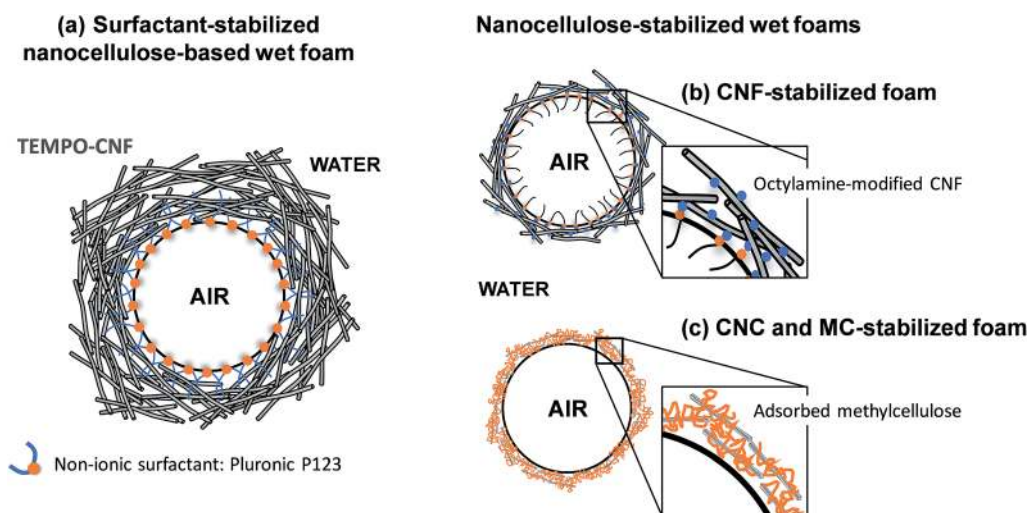 (a) Surfactant-stabilized
nanocellulose-based wet foam
TEMPO-CNF
WATER
AIR
Non-ionic surfactant: Pluronic P123
Nanocellulose-stabilized wet foams
(b) CNF-stabilized foam
AIR
Octylamine-modified CNF
WATER
(c) CNC and MC-stabilized foam
AIR
Adsorbed methylcellulose